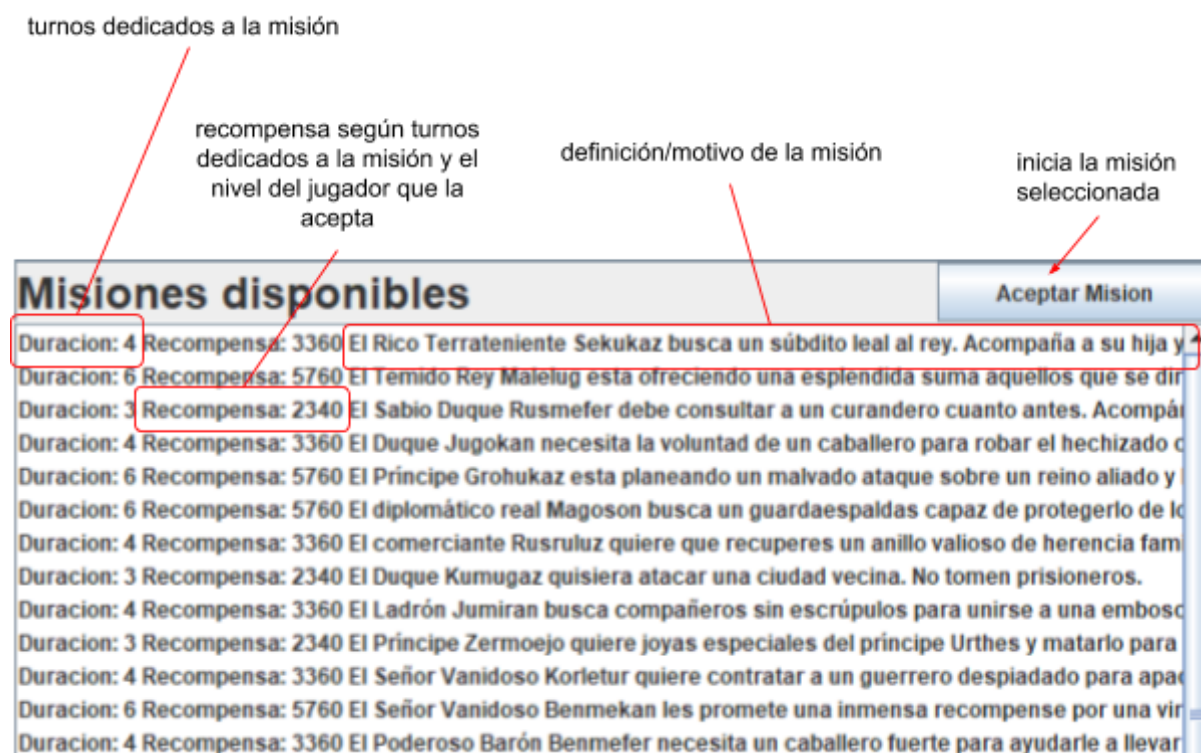 turnos dedicados a la misión
recompensa según turnos
dedicados a la misión y el
nivel del jugador que la
acepta
definición/motivo de la misión
inicia la misión
seleccionada
Misiones disponibles
Aceptar Mision
Duracion: 4 Recompensa: 3360 El Rico Terrateniente Sekukaz busca un súbdito leal al rey. Acompaña a su hija y
Duracion: 6 Recompensa: 5760 El Temido Rey Malelug esta ofreciendo una esplendida suma aquellos que se dir
Duracion: 3 Recompensa: 2340 El Sabio Duque Rusmefer debe consultar a un curandero cuanto antes. Acompá
Duracion: 4 Recompensa: 3360 El Duque Jugokan necesita la voluntad de un caballero para robar el hechizado
Duracion: 6 Recompensa: 5760 El Príncipe Grohukaz esta planeando un malvado ataque sobre un reino aliado y
Duracion: 6 Recompensa: 5760 El diplomático real Magoson busca un guardaespaldas capaz de protegerlo de
Duracion: 4 Recompensa: 3360 El comerciante Rusruluz quiere que recuperes un anillo valioso de herencia fam
Duracion: 3 Recompensa: 2340 El Duque Kumugaz quisiera atacar una ciudad vecina. No tomen prisioneros.
Duracion: 4 Recompensa: 3360 El Ladrón Jumiran busca compañeros sin escrúpulos para unirse a una embosc
Duracion: 3 Recompensa: 2340 El Príncipe Zermoejo quiere joyas especiales del príncipe Urthes y matarlo para
Duracion: 4 Recompensa: 3360 El Señor Vanidoso Korletur quiere contratar a un guerrero despiadado para apa
Duracion: 6 Recompensa: 5760 El Señor Vanidoso Benmekan les promete una inmensa recompense por una vir
Duracion: 4 Recompensa: 3360 El Poderoso Barón Benmefer necesita un caballero fuerte para ayudarle a llevar